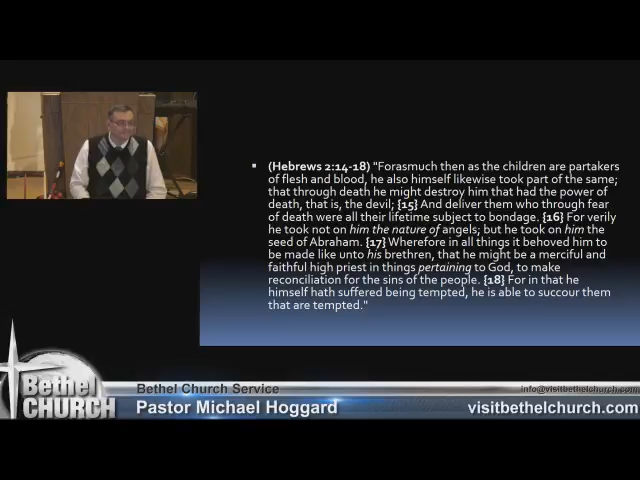 (Hebrews 2:14-18) "Forasmuch then as the children are partakers
of flesh and blood, he also himself likewise took part of the same;
that through death he might destroy him that had the power of
death, that is, the devil; {15} And deliver them who through fear
of death were all their lifetime subject to bondage. {16} For verily
he took not on him the nature of angels; but he took on him the
seed of Abraham. {17} Wherefore in all things it behoved him to
be made like unto his brethren, that he might be a merciful and
faithful high priest in things pertaining to God, to make
reconciliation for the sins of the people. {18} For in that he
himself hath suffered being tempted, he is able to succour them
that are tempted."
Bethel
CHURCH
Bethel Church Service
info@visitbethelchurch.com
Pastor Michael Hoggard
visitbethelchurch.com